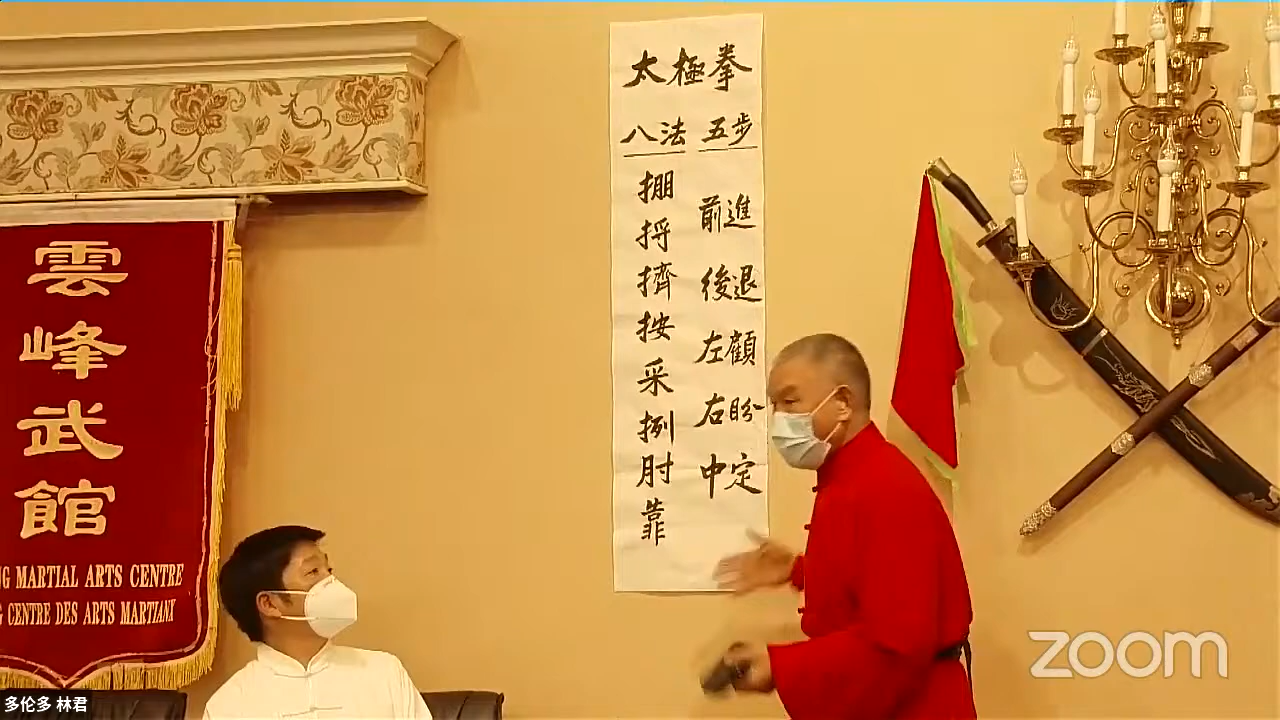 雲峰武館
MARTIAL ARTS CENTRE
CENTRE DES ARTS MARTIAUX
太極拳
八法
掤
捋
擠
按
采
挒
肘
靠
五步
前進
後退
左顧
右盼
中定
zoom
多伦多 林君